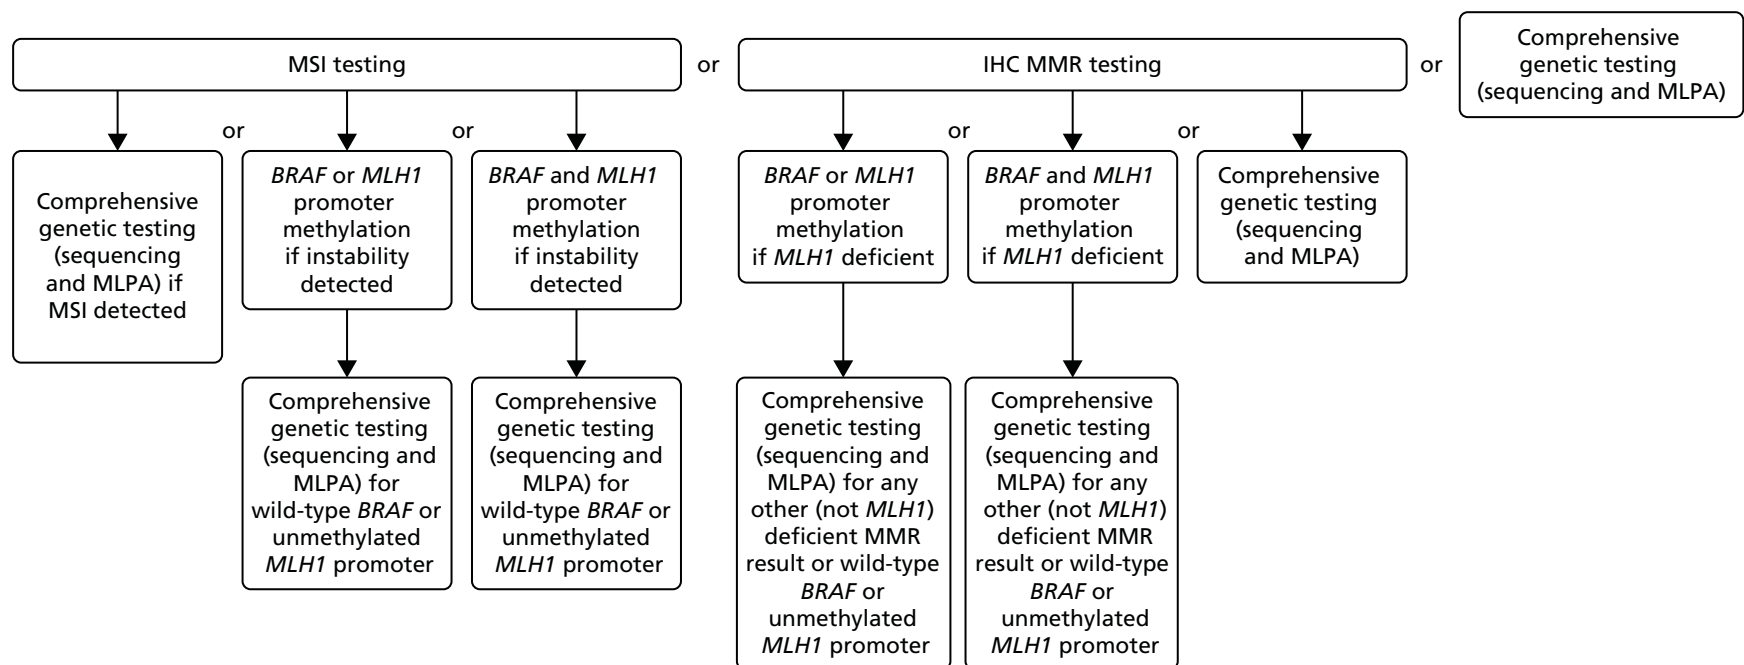 MSI testing
or
IHC MMR testing
or
Comprehensive
genetic testing
(sequencing and MLPA)
or
or
or
or
Comprehensive
genetic testing
(sequencing
and MLPA) if
MSI detected
BRAF or MLH1
promoter
methylation
if instability
detected
BRAF and MLH1
promoter
methylation
if instability
detected
BRAF or MLH1
promoter
methylation
if MLH1 deficient
BRAF and MLH1
promoter
methylation
if MLH1 deficient
Comprehensive
genetic testing
(sequencing
and MLPA)
Comprehensive
genetic testing
(sequencing and
MLPA) for
wild-type BRAF or
unmethylated
MLH1 promoter
Comprehensive
genetic testing
(sequencing and
MLPA) for
wild-type BRAF or
unmethylated
MLH1 promoter
Comprehensive
genetic testing
(sequencing and
MLPA) for any
other (not MLH1)
deficient MMR
result or wild-type
BRAF or
unmethylated
MLH1 promoter
Comprehensive
genetic testing
(sequencing and
MLPA) for any
other (not MLH1)
deficient MMR
result or wild-type
BRAF or
unmethylated
MLH1 promoter